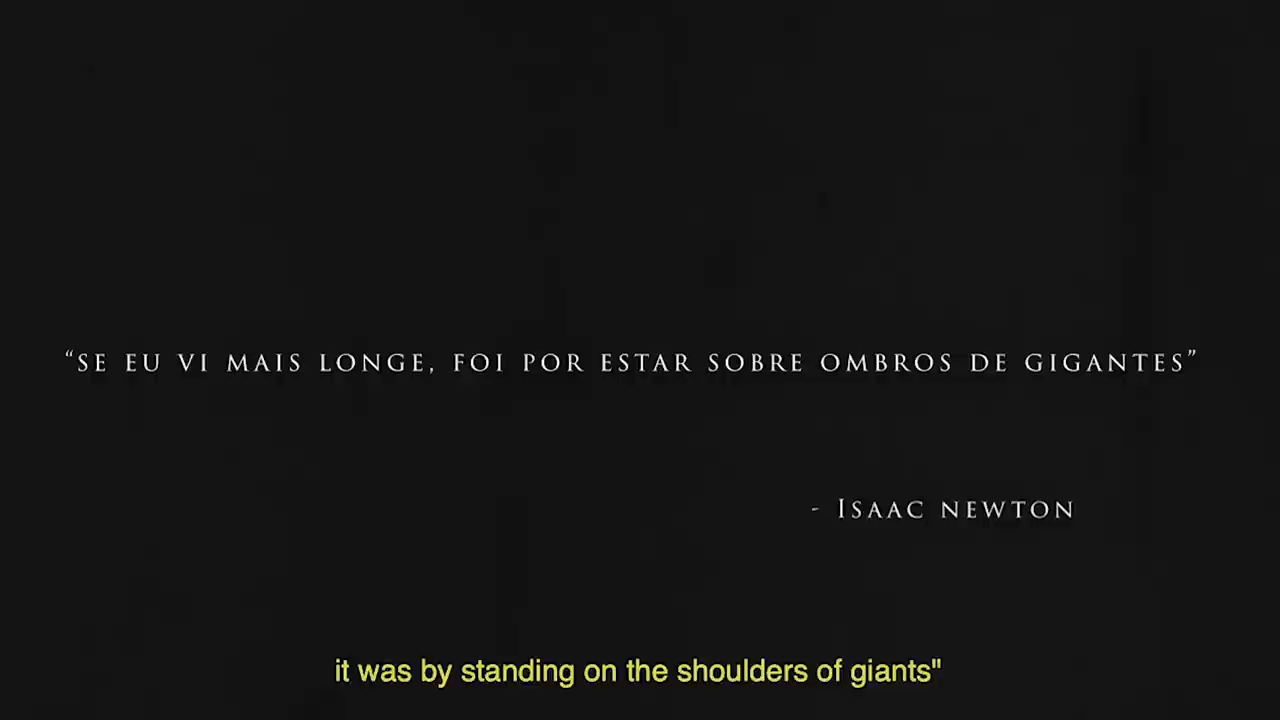 “SE EU VI MAIS LONGE, FOI POR ESTAR SOBRE OMBROS DE GIGANTES”
- ISAAC NEWTON
it was by standing on the shoulders of giants"